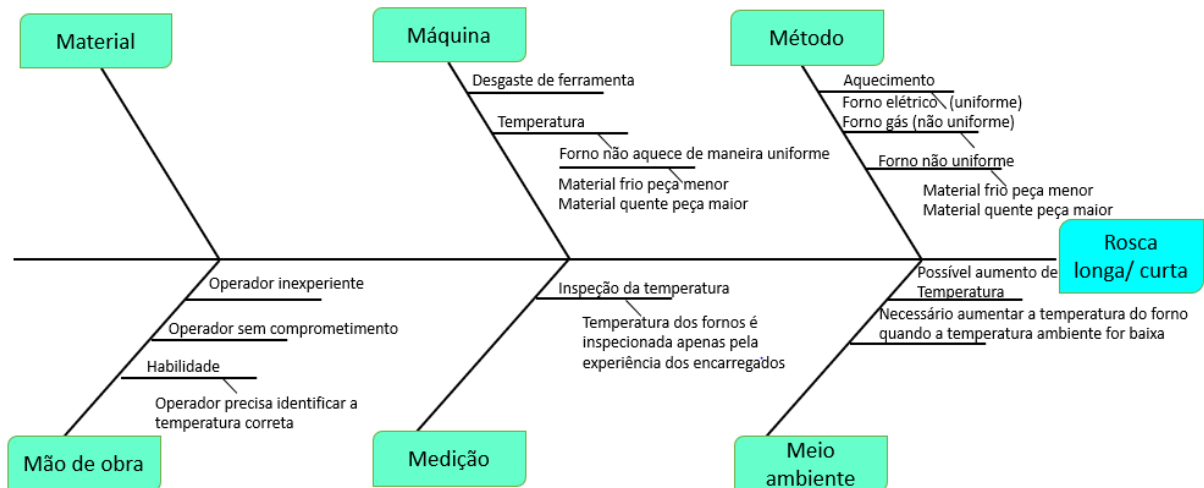 Material
Máquina
Método
Desgaste de ferramenta
Temperatura
Forno não aquece de maneira uniforme
Material frio peça menor
Material quente peça maior
Aquecimento
Forno elétrico (uniforme)
Forno gás (não uniforme)
Forno não uniforme
Material frio peça menor
Material quente peça maior
Rosca
longa/ curta
Operador inexperiente
Operador sem comprometimento
Habilidade
Operador precisa identificar a
temperatura correta
Inspeção da temperatura
Temperatura dos fornos é
inspecionada apenas pela
experiência dos encarregados
Possível aumento de
Temperatura
Necessário aumentar a temperatura do forno
quando a temperatura ambiente for baixa
Mão de obra
Medição
Meio
ambiente